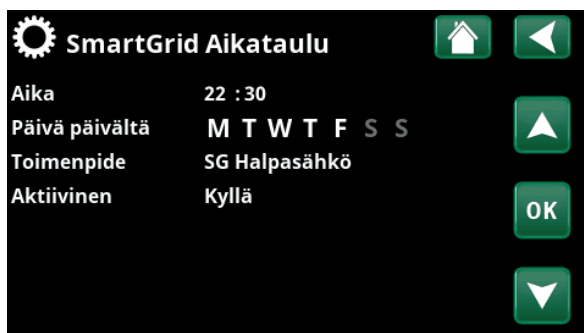 SmartGrid Aikataulu
Aika 22 :30
Päivä päivältä M T W T F S S
Toimenpide SG Halpasähkö
Aktiivinen Kyllä
OK